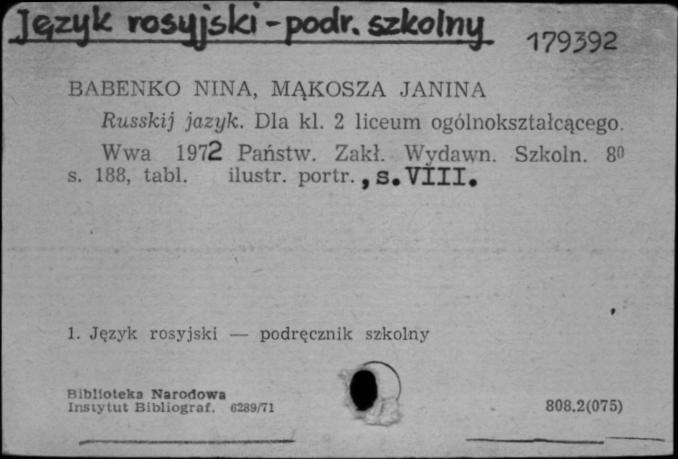 Język rosyjski - podr. szkolny
179392
BABENKO NINA, MĄKOSZA JANINA
Russkij jazyk. Dla kl. 2 liceum ogólnokształcącego.
Wwa 1972 Państw. Zakł. Wydawn. Szkoln. 8⁰
s. 188, tabl. ilustr. portr., s. VIII.
1. Język rosyjski — podręcznik szkolny
Biblioteka Narodowa
Instytut Bibliograf. 6289/71
808.2(075)